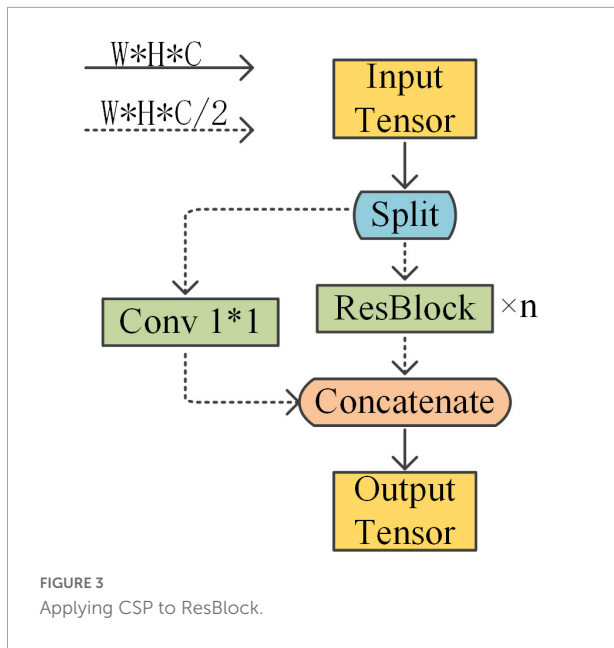 W*H*C
W*H*C/2
Input
Tensor
Split
Conv 1*1
ResBlock ×n
Concatenate
Output
Tensor
FIGURE 3
Applying CSP to ResBlock.